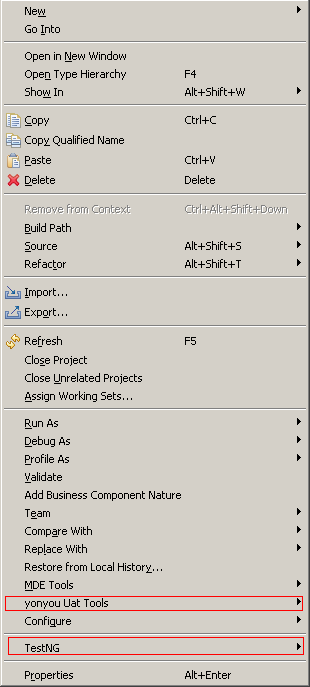 New
Go Into
Open in New Window
Open Type Hierarchy F4
Show In Alt+Shift+W
Copy Ctrl+C
Copy Qualified Name
Paste Ctrl+V
Delete Delete
Remove from Context Ctrl+Alt+Shift+Down
Build Path
Source Alt+Shift+S
Refactor Alt+Shift+T
Import...
Export...
Refresh F5
Close Project
Close Unrelated Projects
Assign Working Sets...
Run As
Debug As
Profile As
Validate
Add Business Component Nature
Team
Compare With
Replace With
Restore from Local History...
MDE Tools
yonyou Uat Tools
Configure
TestNG
Properties Alt+Enter